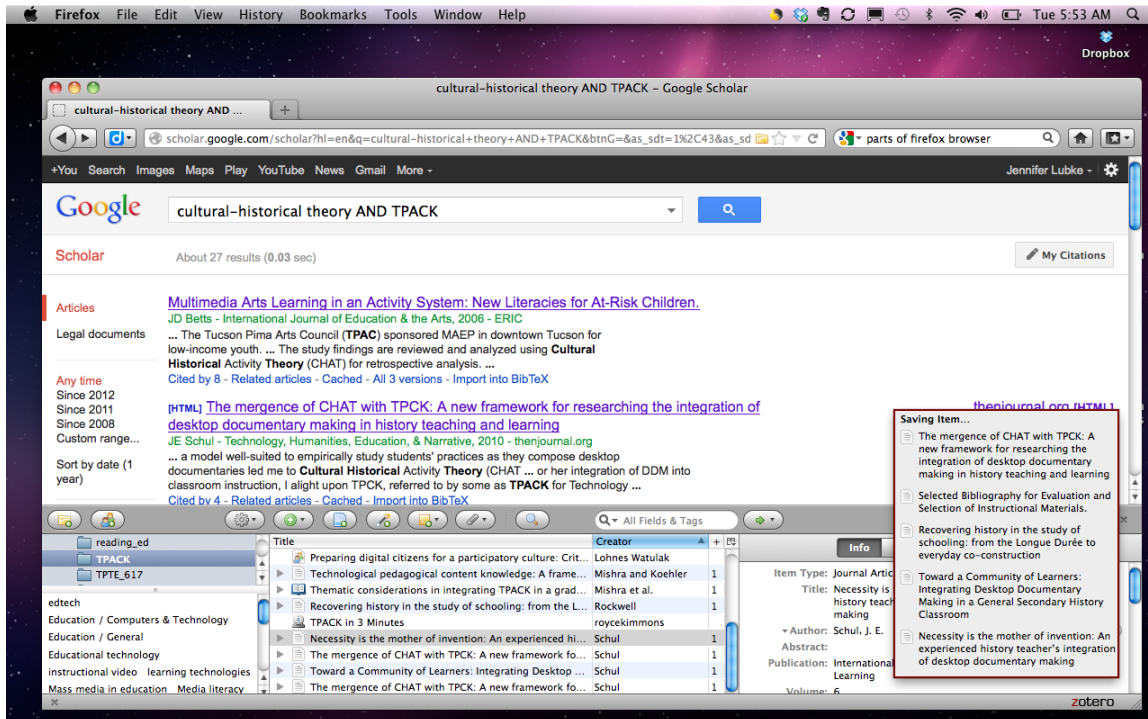 Firefox File Edit View History Bookmarks Tools Window Help Tue 5:53 AM
Dropbox
cultural-historical theory AND TPACK - Google Scholar
cultural-historical theory AND ...
scholar.google.com/scholar?hl=en&q=cultural-historical+theory+AND+TPACK&btnG=&as_sdt=1%2C43&as_sd parts of firefox browser
+You Search Images Maps Play YouTube News Gmail More Jennifer Lubke
Google cultural-historical theory AND TPACK
Scholar About 27 results (0.03 sec) My Citations
Articles
Legal documents
Any time
Since 2012
Since 2011
Since 2008
Custom range...
Sort by date (1
year)
Multimedia Arts Learning in an Activity System: New Literacies for At-Risk Children.
JD Betts - International Journal of Education & the Arts, 2006 - ERIC
... The Tucson Pima Arts Council (TPAC) sponsored MAEP in downtown Tucson for
low-income youth. ... The study findings are reviewed and analyzed using Cultural
Historical Activity Theory (CHAT) for retrospective analysis. ...
Cited by 8 - Related articles - Cached - All 3 versions - Import into BibTeX
[HTML] The mergence of CHAT with TPCK: A new framework for researching the integration of
desktop documentary making in history teaching and learning
JE Schul - Technology, Humanities, Education, & Narrative, 2010 - thenjournal.org
... a model well-suited to empirically study students' practices as they compose desktop
documentaries led me to Cultural Historical Activity Theory (CHAT ... or her integration of DDM into
classroom instruction, I alight upon TPCK, referred to by some as TPACK for Technology ...
Cited by 4 - Related articles - Cached - Import into BibTeX
thenjournal.org [HTML]
Saving Item...
The mergence of CHAT with TPCK: A
new framework for researching the
integration of desktop documentary
making in history teaching and learning
Selected Bibliography for Evaluation and
Selection of Instructional Materials.
Recovering history in the study of
schooling: from the Longue Durée to
everyday co-construction
Toward a Community of Learners:
Integrating Desktop Documentary
Making in a General Secondary History
Classroom
Necessity is the mother of invention: An
experienced history teacher's integration
of desktop documentary making
All Fields & Tags
reading_ed
TPACK
TPTE_617
edtech
Education / Computers
Education / General
Educational technology
instructional video learning technologies
Mass media in education Media literacy
& Technology
Title Creator +
Preparing digital citizens for a participatory culture: Crit... Lohnes Watulak
Technological pedagogical content knowledge: A frame... Mishra and Koehler 1
Thematic considerations in integrating TPACK in a grad... Mishra et al. 1
Recovering history in the study of schooling: from the L... Rockwell 1
TPACK in 3 Minutes roycekimmons
Necessity is the mother of invention: An experienced hi... Schul 1
The mergence of CHAT with TPCK: A new framework fo... Schul 1
Toward a Community of Learners: Integrating Desktop ... Schul 1
The mergence of CHAT with TPCK: A new framework fo... Schul 1
Info
Item Type: Journal Artic
Title: Necessity is
history teach
making
Author: Schul, J. E.
Abstract:
Publication: International
Learning
Volume: 6
zotero